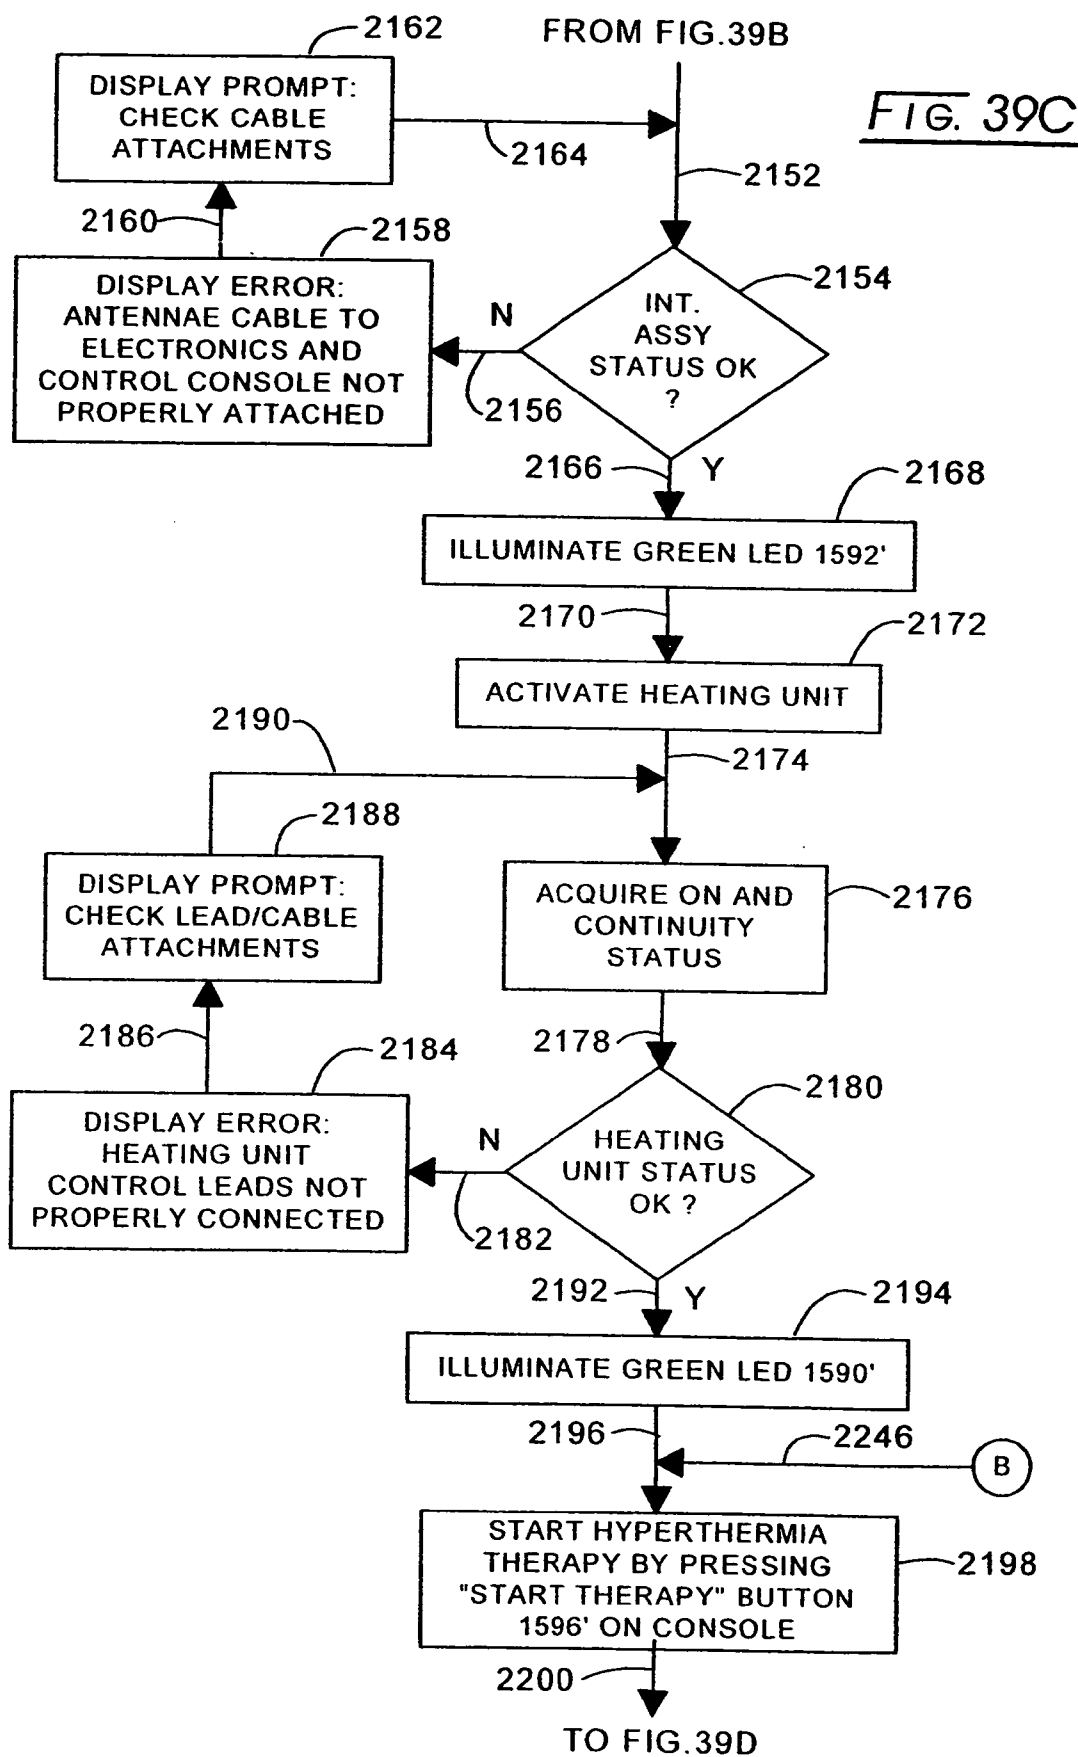 2162
FROM FIG.39B
FIG. 39C
DISPLAY PROMPT:
CHECK CABLE
ATTACHMENTS
2164
2152
2160
2158
2154
DISPLAY ERROR:
ANTENNAE CABLE TO
ELECTRONICS AND
CONTROL CONSOLE NOT
PROPERLY ATTACHED
N
2156
INT.
ASSY
STATUS OK
?
2166
Y
2168
ILLUMINATE GREEN LED 1592'
2170
2172
ACTIVATE HEATING UNIT
2190
2174
2188
DISPLAY PROMPT:
CHECK LEAD/CABLE
ATTACHMENTS
ACQUIRE ON AND
CONTINUITY
STATUS
2176
2186
2184
2178
2180
DISPLAY ERROR:
HEATING UNIT
CONTROL LEADS NOT
PROPERLY CONNECTED
N
2182
HEATING
UNIT STATUS
OK ?
2192
Y
2194
ILLUMINATE GREEN LED 1590'
2196
2246
B
START HYPERTHERMIA
THERAPY BY PRESSING
"START THERAPY" BUTTON
1596' ON CONSOLE
2198
2200
TO FIG.39D